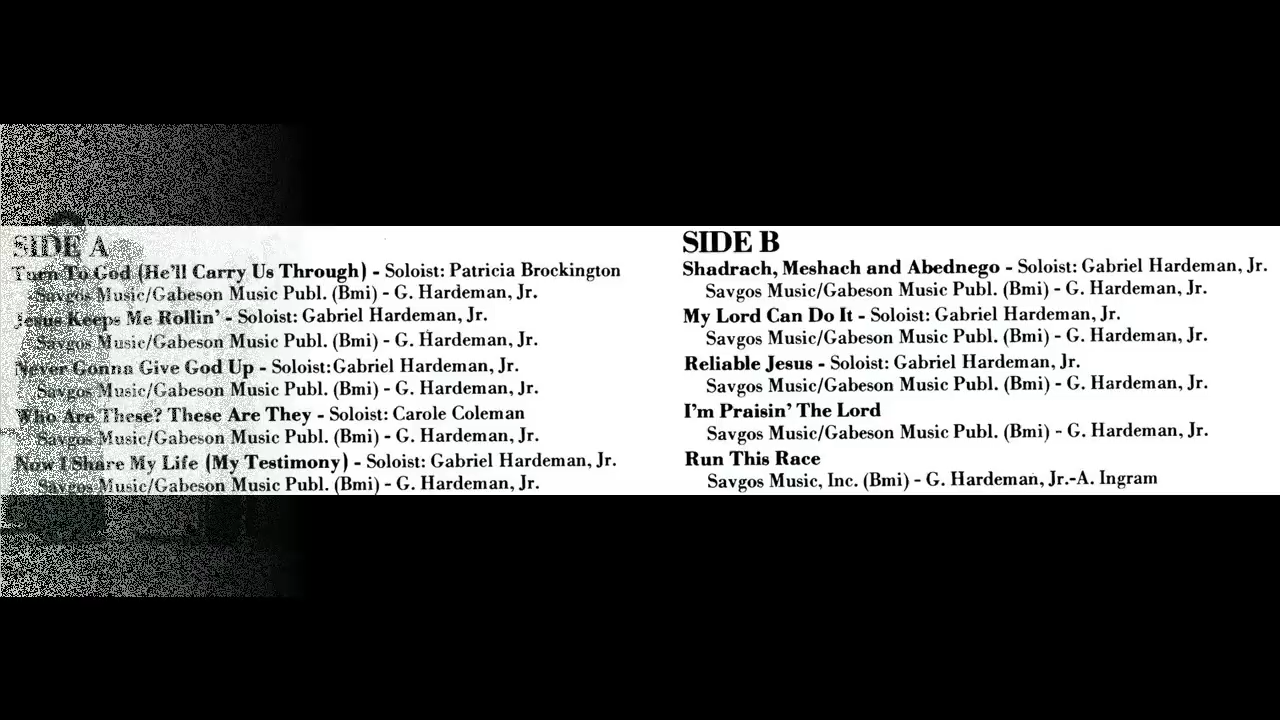 SIDE A
Turn To God (He'll Carry Us Through) - Soloist: Patricia Brockington
Savgos Music/Gabeson Music Publ. (Bmi) - G. Hardeman, Jr.
Jesus Keeps Me Rollin' - Soloist: Gabriel Hardeman, Jr.
Savgos Music/Gabeson Music Publ. (Bmi) - G. Hardeman, Jr.
Never Gonna Give God Up - Soloist:Gabriel Hardeman, Jr.
Savgos Music/Gabeson Music Publ. (Bmi) - G. Hardeman, Jr.
Who Are These? These Are They - Soloist: Carole Coleman
Savgos Music/Gabeson Music Publ. (Bmi) - G. Hardeman, Jr.
Now I Share My Life (My Testimony) - Soloist: Gabriel Hardeman, Jr.
Savgos Music/Gabeson Music Publ. (Bmi) - G. Hardeman, Jr.
SIDE B
Shadrach, Meshach and Abednego - Soloist: Gabriel Hardeman, Jr.
Savgos Music/Gabeson Music Publ. (Bmi) - G. Hardeman, Jr.
My Lord Can Do It - Soloist: Gabriel Hardeman, Jr.
Savgos Music/Gabeson Music Publ. (Bmi) - G. Hardeman, Jr.
Reliable Jesus - Soloist: Gabriel Hardeman, Jr.
Savgos Music/Gabeson Music Publ. (Bmi) - G. Hardeman, Jr.
I'm Praisin' The Lord
Savgos Music/Gabeson Music Publ. (Bmi) - G. Hardeman, Jr.
Run This Race
Savgos Music, Inc. (Bmi) - G. Hardeman, Jr.-A. Ingram